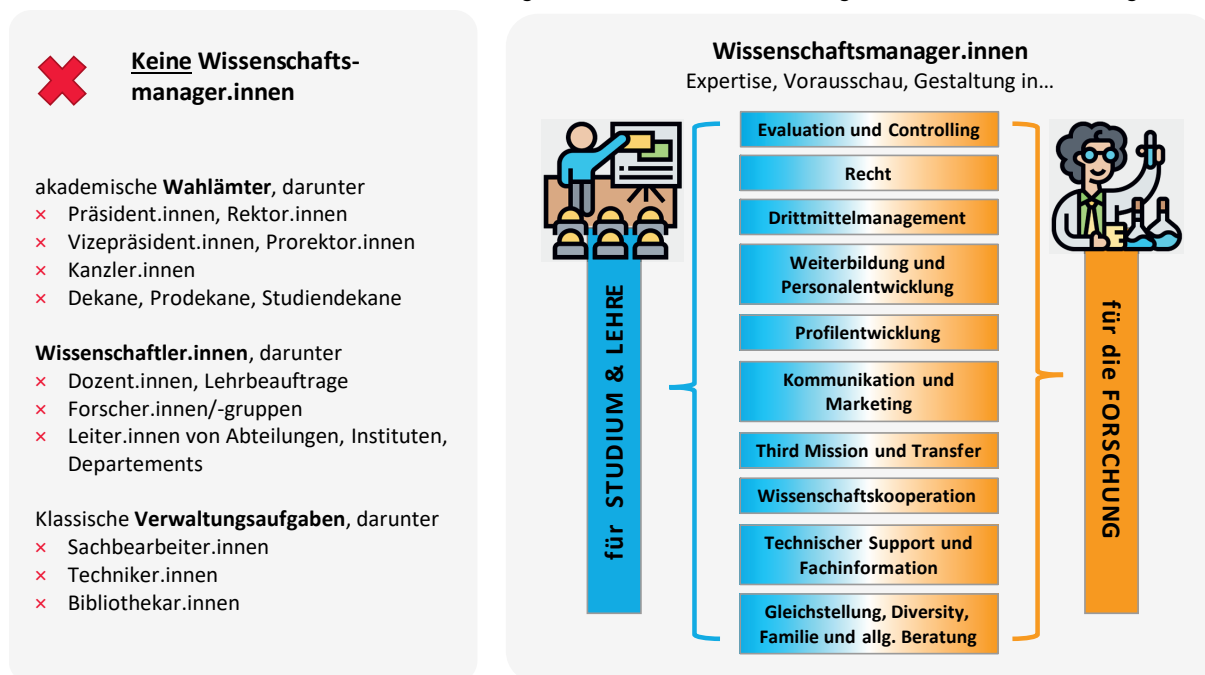 Keine Wissenschafts-
manager.innen
akademische Wahlämter, darunter
× Präsident.innen, Rektor.innen
× Vizepräsident.innen, Prorektor.innen
× Kanzler.innen
× Dekane, Prodekane, Studiendekane
Wissenschaftler.innen, darunter
× Dozent.innen, Lehrbeauftrage
× Forscher.innen/-gruppen
× Leiter.innen von Abteilungen, Instituten,
Departements
Klassische Verwaltungsaufgaben, darunter
× Sachbearbeiter.innen
× Techniker.innen
× Bibliothekar.innen
Wissenschaftsmanager.innen
Expertise, Vorausschau, Gestaltung in…
für STUDIUM & LEHRE
Evaluation und Controlling
Recht
Drittmittelmanagement
Weiterbildung und
Personalentwicklung
Profilentwicklung
Kommunikation und
Marketing
Third Mission und Transfer
Wissenschaftskooperation
Technischer Support und
Fachinformation
Gleichstellung, Diversity,
Familie und allg. Beratung
für die FORSCHUNG